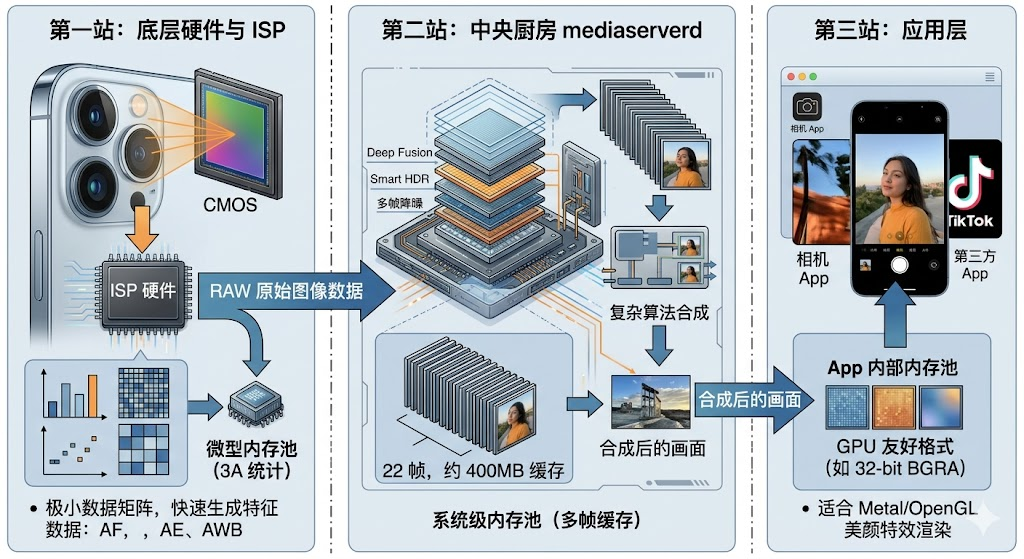 第一站：底层硬件与 ISP
CMOS
ISP 硬件
RAW 原始图像数据
微型内存池
（3A 统计）
• 极小数据矩阵，快速生成特征
数据：AF，，AE、AWB
第二站：中央厨房 mediaserverd
Deep Fusion
Smart HDR
多帧降噪
复杂算法合成
22 帧，约 400MB 缓存
合成后的画面
系统级内存池（多帧缓存）
合成后的画面
第三站：应用层
相机 App
TikTok
相机
App
第三方
App
App 内部内存池
GPU 友好格式
（如 32-bit BGRA）
• 适合 Metal/OpenGL
美颜特效渲染